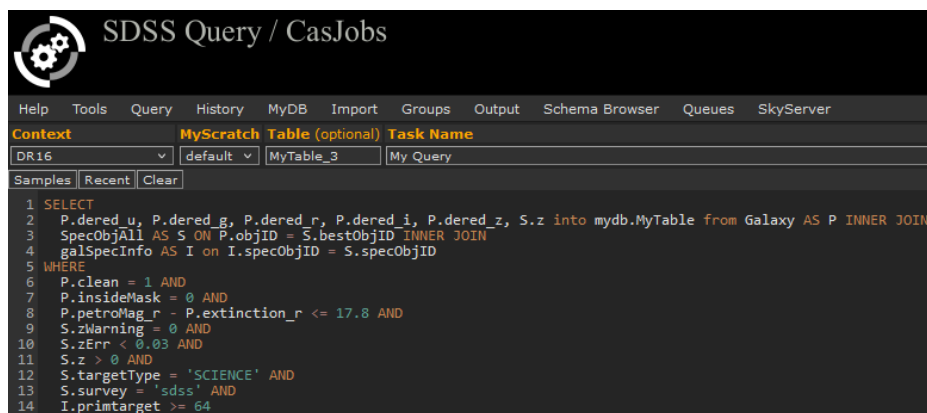 SDSS Query / CasJobs
Help Tools Query History MyDB Import Groups Output Schema Browser Queues SkyServer
Context MyScratch Table (optional) Task Name
DR16 default MyTable_3 My Query
Samples Recent Clear
1 SELECT
2 P.dered_u, P.dered_g, P.dered_r, P.dered_i, P.dered_z, S.z into mydb.MyTable from Galaxy AS P INNER JOIN
3 SpecObjAll AS S ON P.objID = S.bestObjID INNER JOIN
4 galSpecInfo AS I on I.specObjID = S.specObjID
5 WHERE
6 P.clean = 1 AND
7 P.insideMask = 0 AND
8 P.petroMag_r - P.extinction_r <= 17.8 AND
9 S.zWarning = 0 AND
10 S.zErr < 0.03 AND
11 S.z > 0 AND
12 S.targetType = 'SCIENCE' AND
13 S.survey = 'sdss' AND
14 I.primtarget >= 64